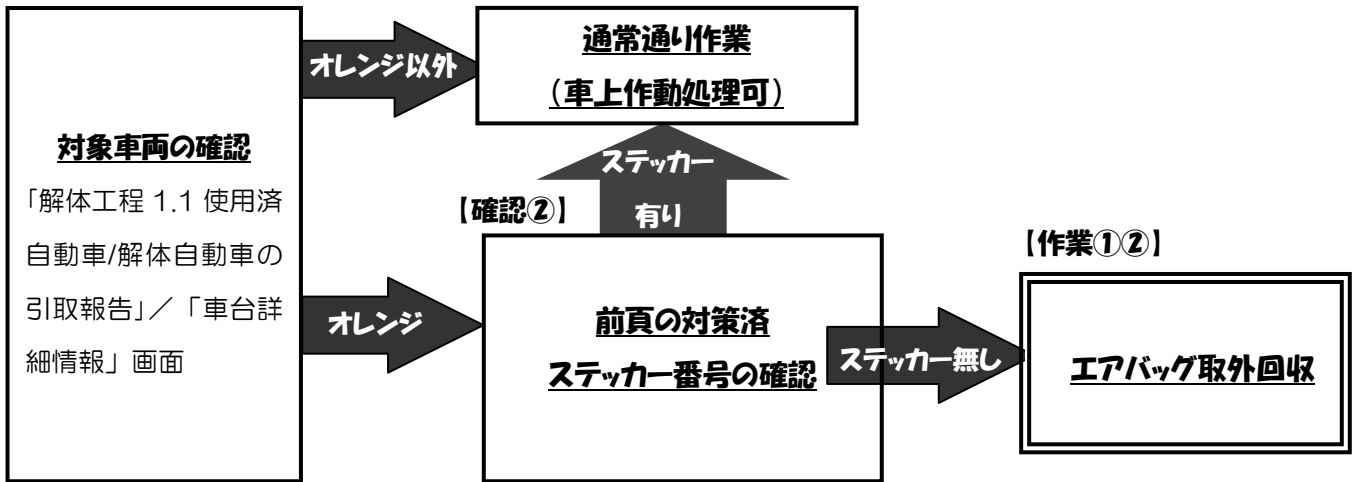 対象車両の確認
「解体工程 1.1 使用済
自動車/解体自動車の
引取報告」／「車台詳
細情報」画面
オレンジ以外
通常通り作業
（車上作動処理可）
ステッカー
有り
オレンジ
【確認②】
前頁の対策済
ステッカー番号の確認
ステッカー無し
【作業①②】
エアバッグ取外回収